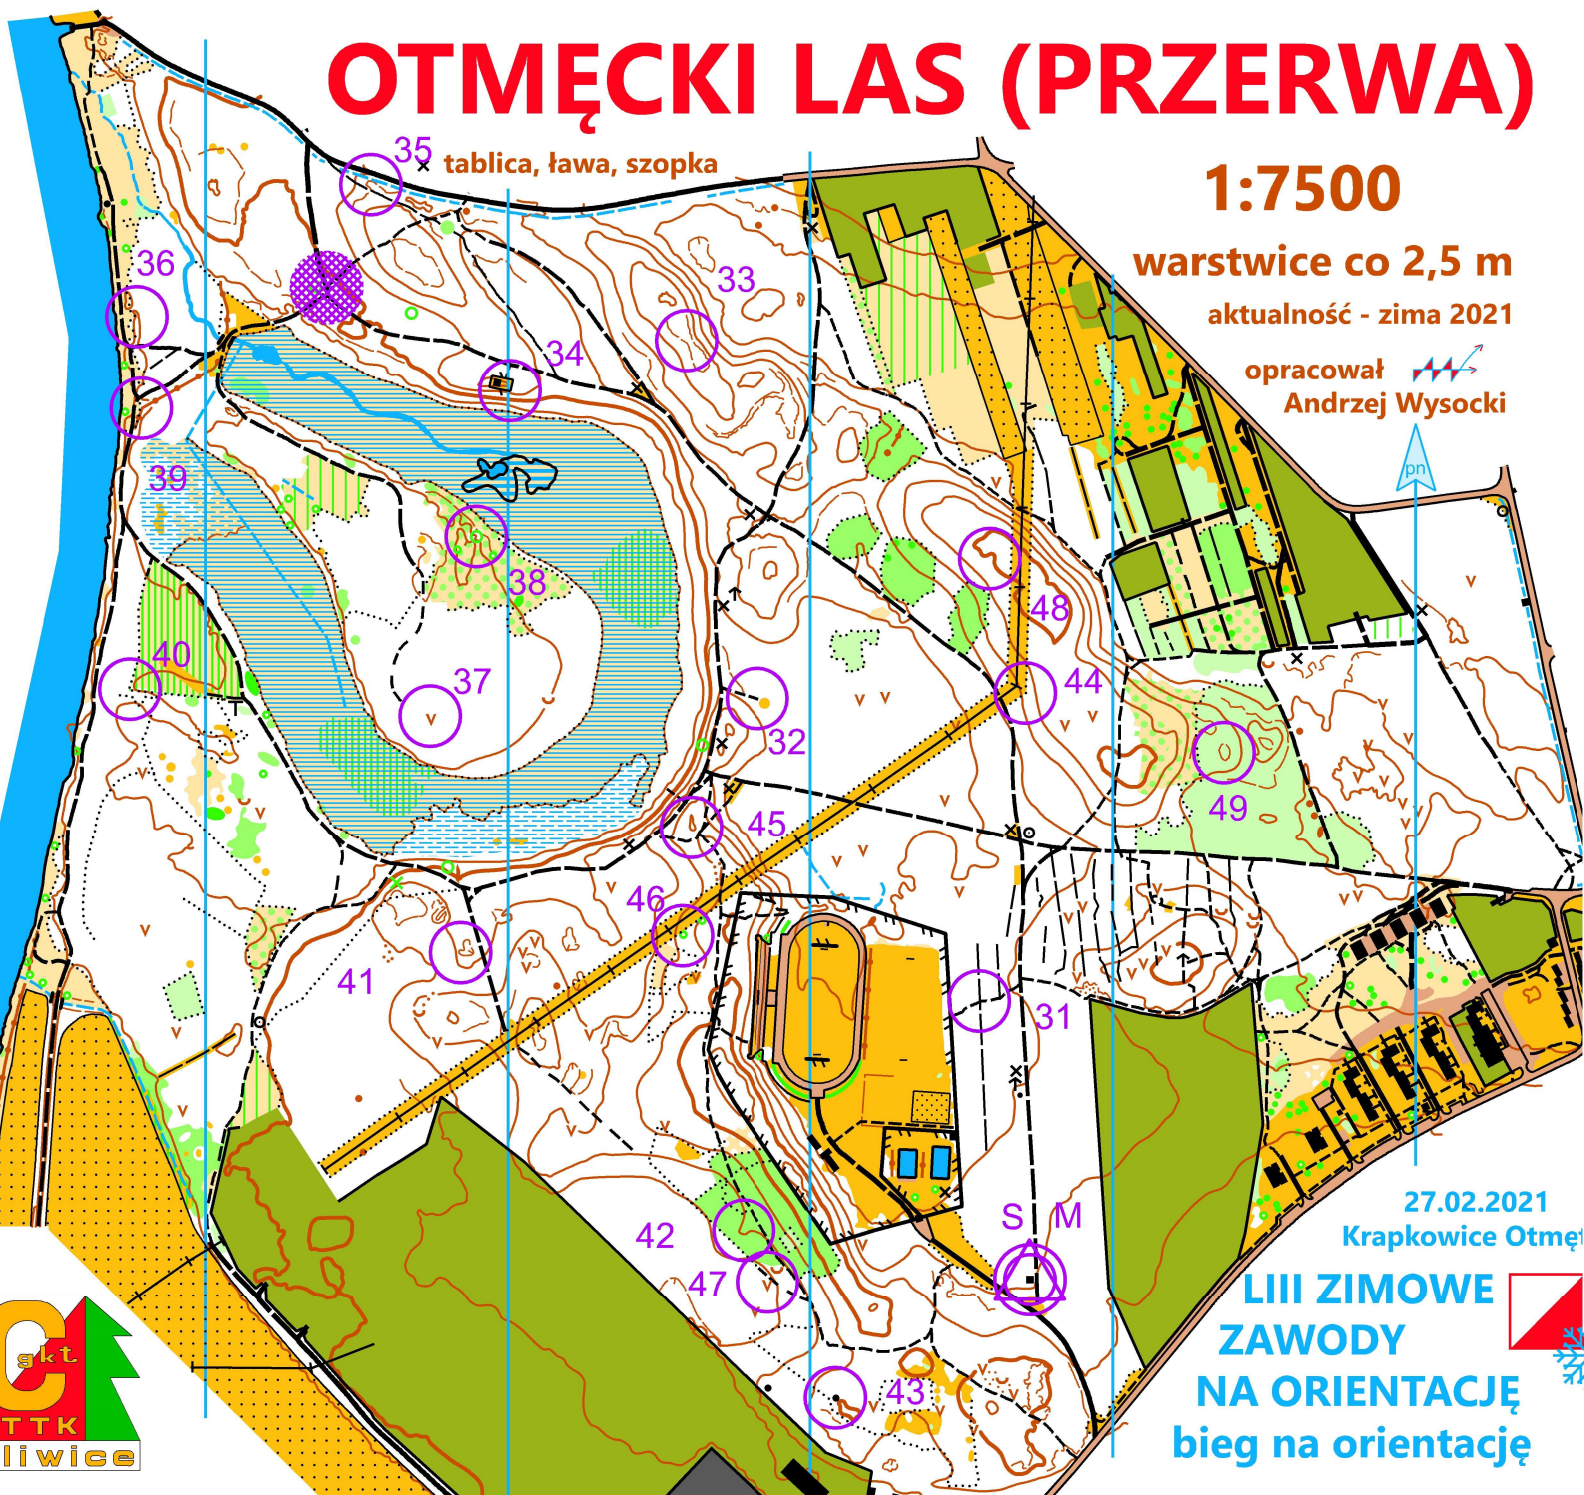 OTMĘCKI LAS (PRZERWA)
35
tablica, ława, szopka
1:7500
warstwice co 2,5 m
aktualność - zima 2021
opracował
Andrzej Wysocki
pn
36
33
34
39
38
48
40
37
44
32
49
45
46
41
31
42
47
43
S M
27.02.2021
Krapkowice Otmęt
LIII ZIMOWE
ZAWODY
NA ORIENTACJĘ
bieg na orientację
gkt
TTK
liwice